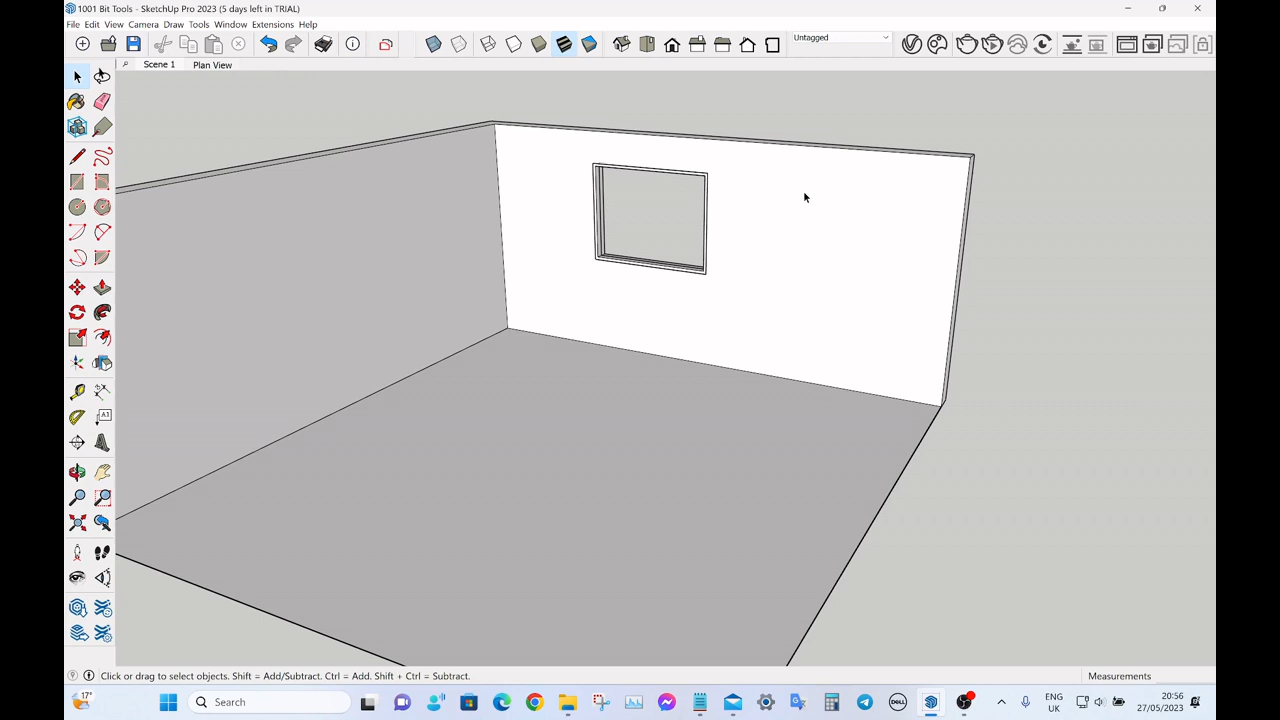 1001 Bit Tools - SketchUp Pro 2023 (5 days left in TRIAL)
File Edit View Camera Draw Tools Window Extensions Help
Untagged
Scene 1 Plan View
A1
Click or drag to select objects. Shift = Add/Subtract. Ctrl = Add. Shift + Ctrl = Subtract.
Measurements
17°
Search
DELL
ENG
UK
20:56
27/05/2023